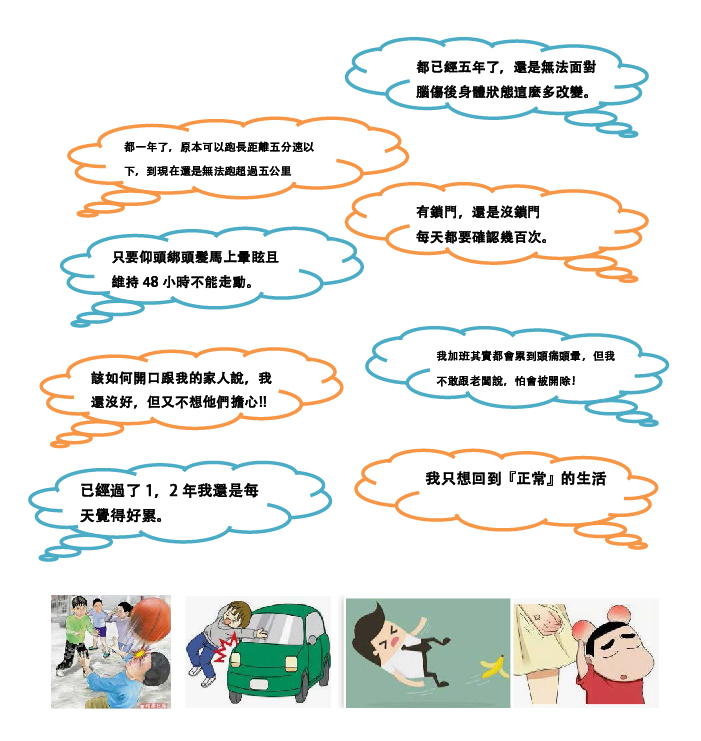 都已經五年了，還是無法面對
腦傷後身體狀態這麼多改變。
都一年了，原本可以跑長距離五分速以
下，到現在還是無法跑超過五公里
有鎖門，還是沒鎖門
每天都要確認幾百次。
只要仰頭綁頭髮馬上暈眩且
維持 48 小時不能走動。
我加班其實都會累到頭痛頭暈，但我
不敢跟老闆說，怕會被開除!
該如何開口跟我的家人說，我
還沒好，但又不想他們擔心!!
我只想回到『正常』的生活
已經過了 1，2 年我還是每
天覺得好累。